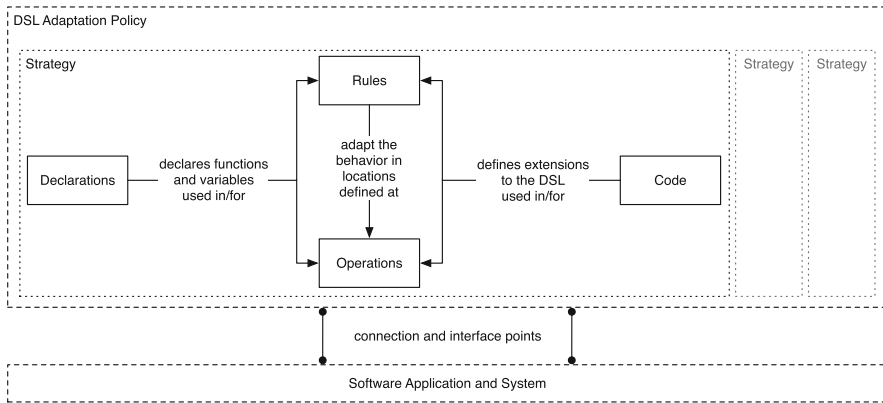 DSL Adaptation Policy
Strategy
Strategy
Strategy
Rules
Declarations
declares functions
and variables
used in/for
adapt the
behavior in
locations
defined at
defines extensions
to the DSL
used in/for
Code
Operations
connection and interface points
Software Application and System